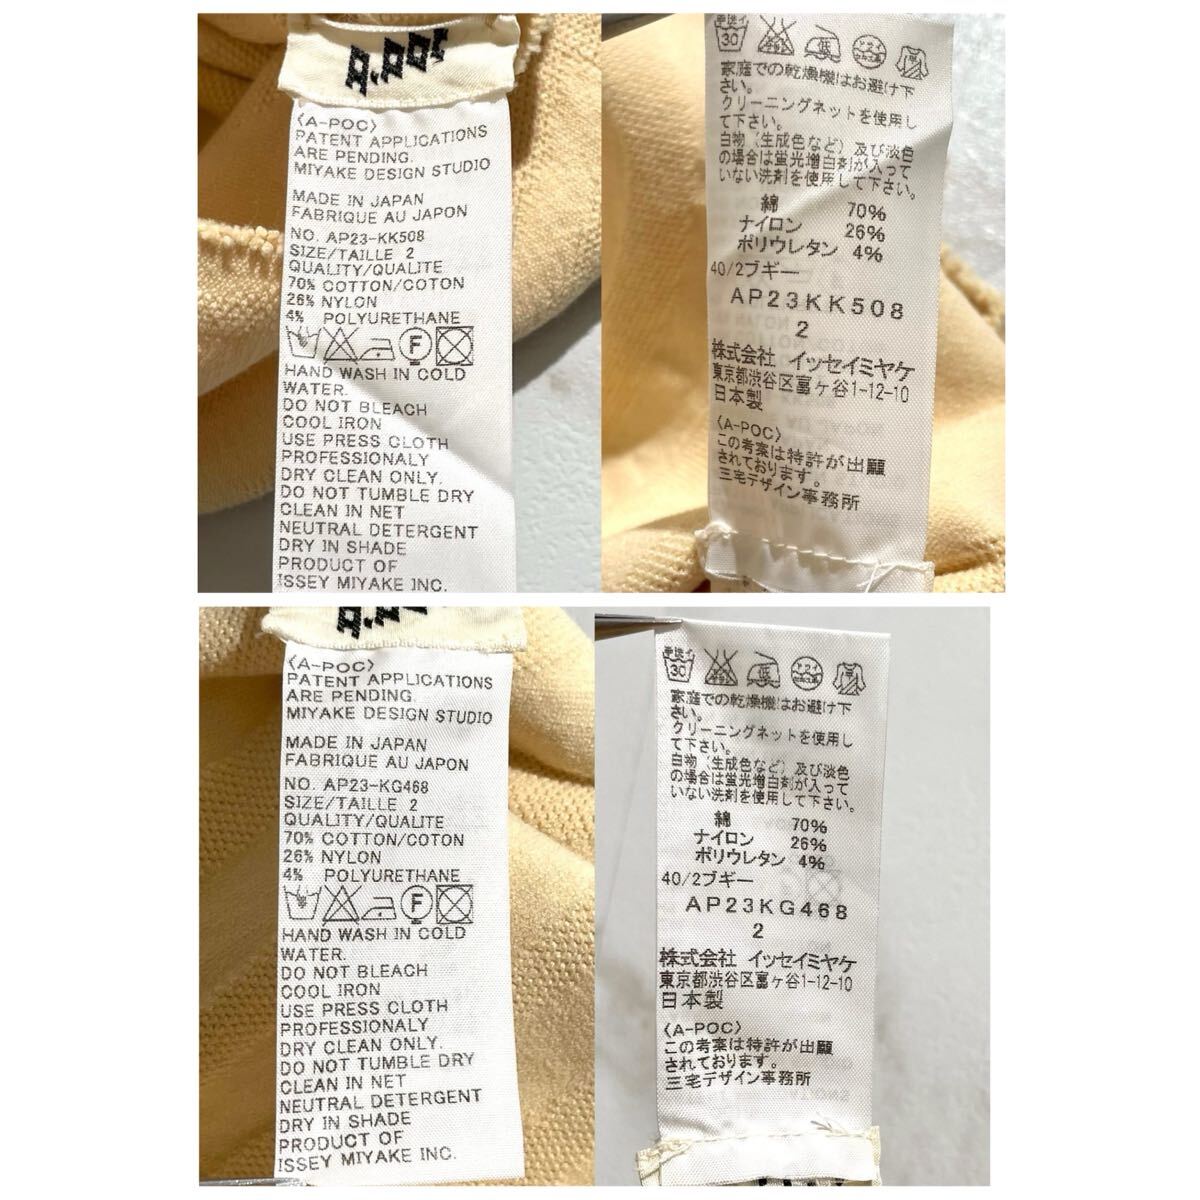 A.POC
〈A-POC〉
PATENT APPLICATIONS
ARE PENDING.
MIYAKE DESIGN STUDIO
MADE IN JAPAN
FABRIQUE AU JAPON
NO. AP23-KK508
SIZE/TAILLE 2
QUALITY/QUALITE
70% COTTON/COTON
26% NYLON
4% POLYURETHANE
F
HAND WASH IN COLD
WATER.
DO NOT BLEACH
COOL IRON
USE PRESS CLOTH
PROFESSIONALY
DRY CLEAN ONLY.
DO NOT TUMBLE DRY
CLEAN IN NET
NEUTRAL DETERGENT
DRY IN SHADE
PRODUCT OF
ISSEY MIYAKE INC.
手洗イ
30 低
家庭での乾燥機はお避け下
さい。
クリーニングネットを使用し
て下さい。
白物（生成色など）及び淡色
の場合は蛍光増白剤が入って
いない洗剤を使用して下さい。
綿 70%
ナイロン 26%
ポリウレタン 4%
40/2ブギー
AP23KK508
2
株式会社 イッセイミヤケ
東京都渋谷区富ヶ谷1-12-10
日本製
〈A-POC〉
この考案は特許が出願
されております。
三宅デザイン事務所
〈A-POC〉
PATENT APPLICATIONS
ARE PENDING.
MIYAKE DESIGN STUDIO
MADE IN JAPAN
FABRIQUE AU JAPON
NO. AP23-KG468
SIZE/TAILLE 2
QUALITY/QUALITE
70% COTTON/COTON
26% NYLON
4% POLYURETHANE
F
HAND WASH IN COLD
WATER.
DO NOT BLEACH
COOL IRON
USE PRESS CLOTH
PROFESSIONALY
DRY CLEAN ONLY.
DO NOT TUMBLE DRY
CLEAN IN NET
NEUTRAL DETERGENT
DRY IN SHADE
PRODUCT OF
ISSEY MIYAKE INC.
手洗イ
30 低
家庭での乾燥機はお避け下
さい。
クリーニングネットを使用し
て下さい。
白物（生成色など）及び淡色
の場合は蛍光増白剤が入って
いない洗剤を使用して下さい。
綿 70%
ナイロン 26%
ポリウレタン 4%
40/2ブギー
AP23KG468
2
株式会社 イッセイミヤケ
東京都渋谷区富ヶ谷1-12-10
日本製
〈A-POC〉
この考案は特許が出願
されております。
三宅デザイン事務所